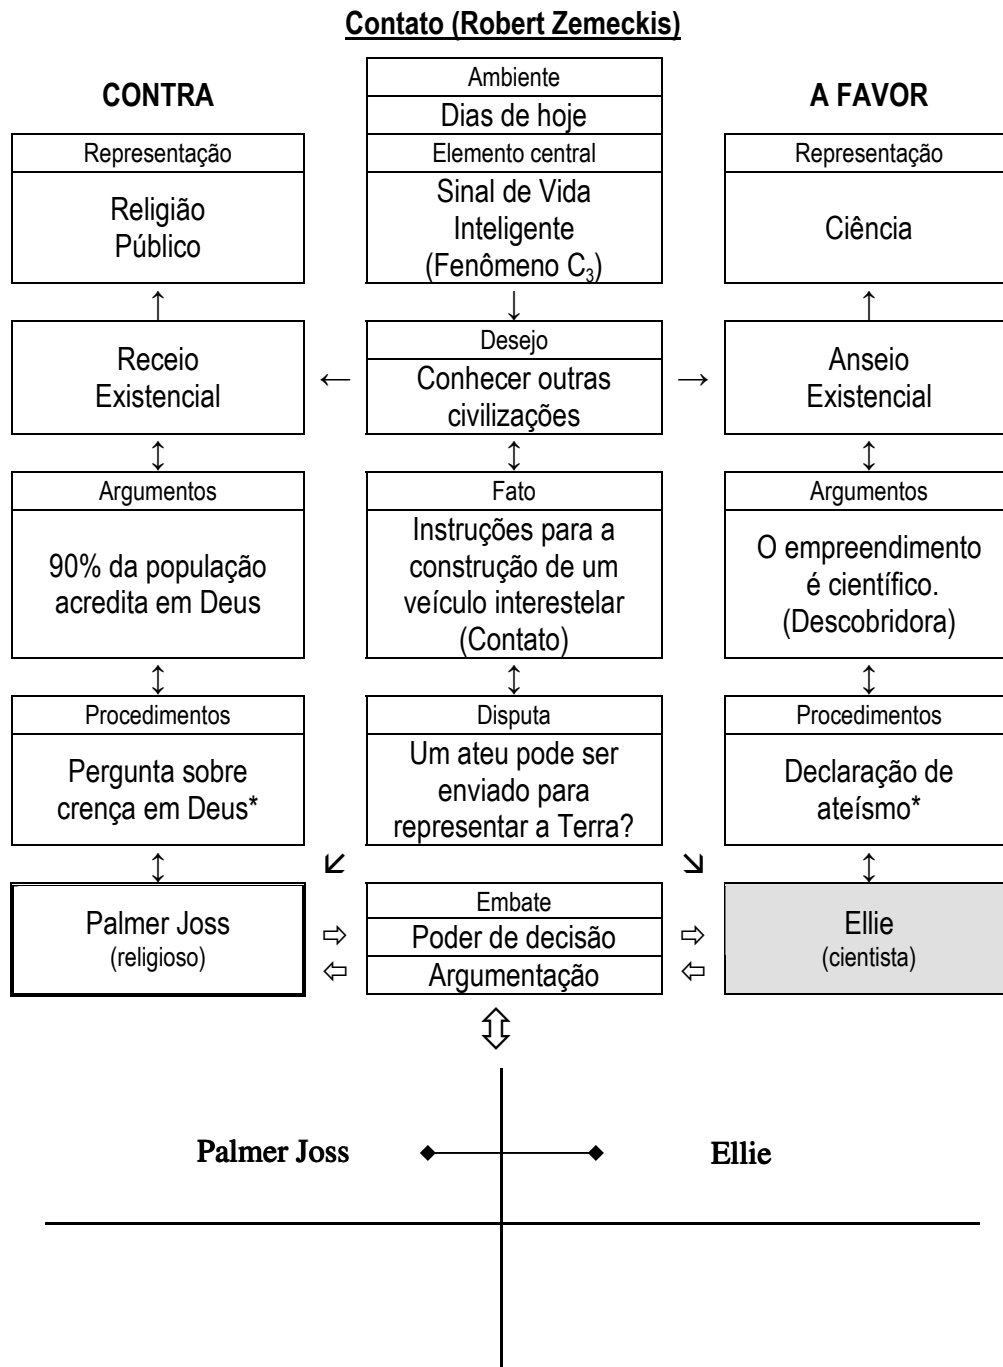 Contato (Robert Zemeckis)
CONTRA
Ambiente
Dias de hoje
Elemento central
Sinal de Vida
Inteligente
(Fenômeno C₃)
A FAVOR
Representação
Religião
Público
Representação
Ciência
↑
↓
↑
Receio
Existencial
←
Desejo
Conhecer outras
civilizações
→
Anseio
Existencial
↕
↕
↕
Argumentos
90% da população
acredita em Deus
Fato
Instruções para a
construção de um
veículo interestelar
(Contato)
Argumentos
O empreendimento
é científico.
(Descobridora)
↕
↕
↕
Procedimentos
Pergunta sobre
crença em Deus*
Disputa
Um ateu pode ser
enviado para
representar a Terra?
Procedimentos
Declaração de
ateísmo*
↕
↙
↘
↕
Palmer Joss
(religioso)
⇨
⇦
Embate
Poder de decisão
Argumentação
⇨
⇦
Ellie
(cientista)
⇕
Palmer Joss
Ellie